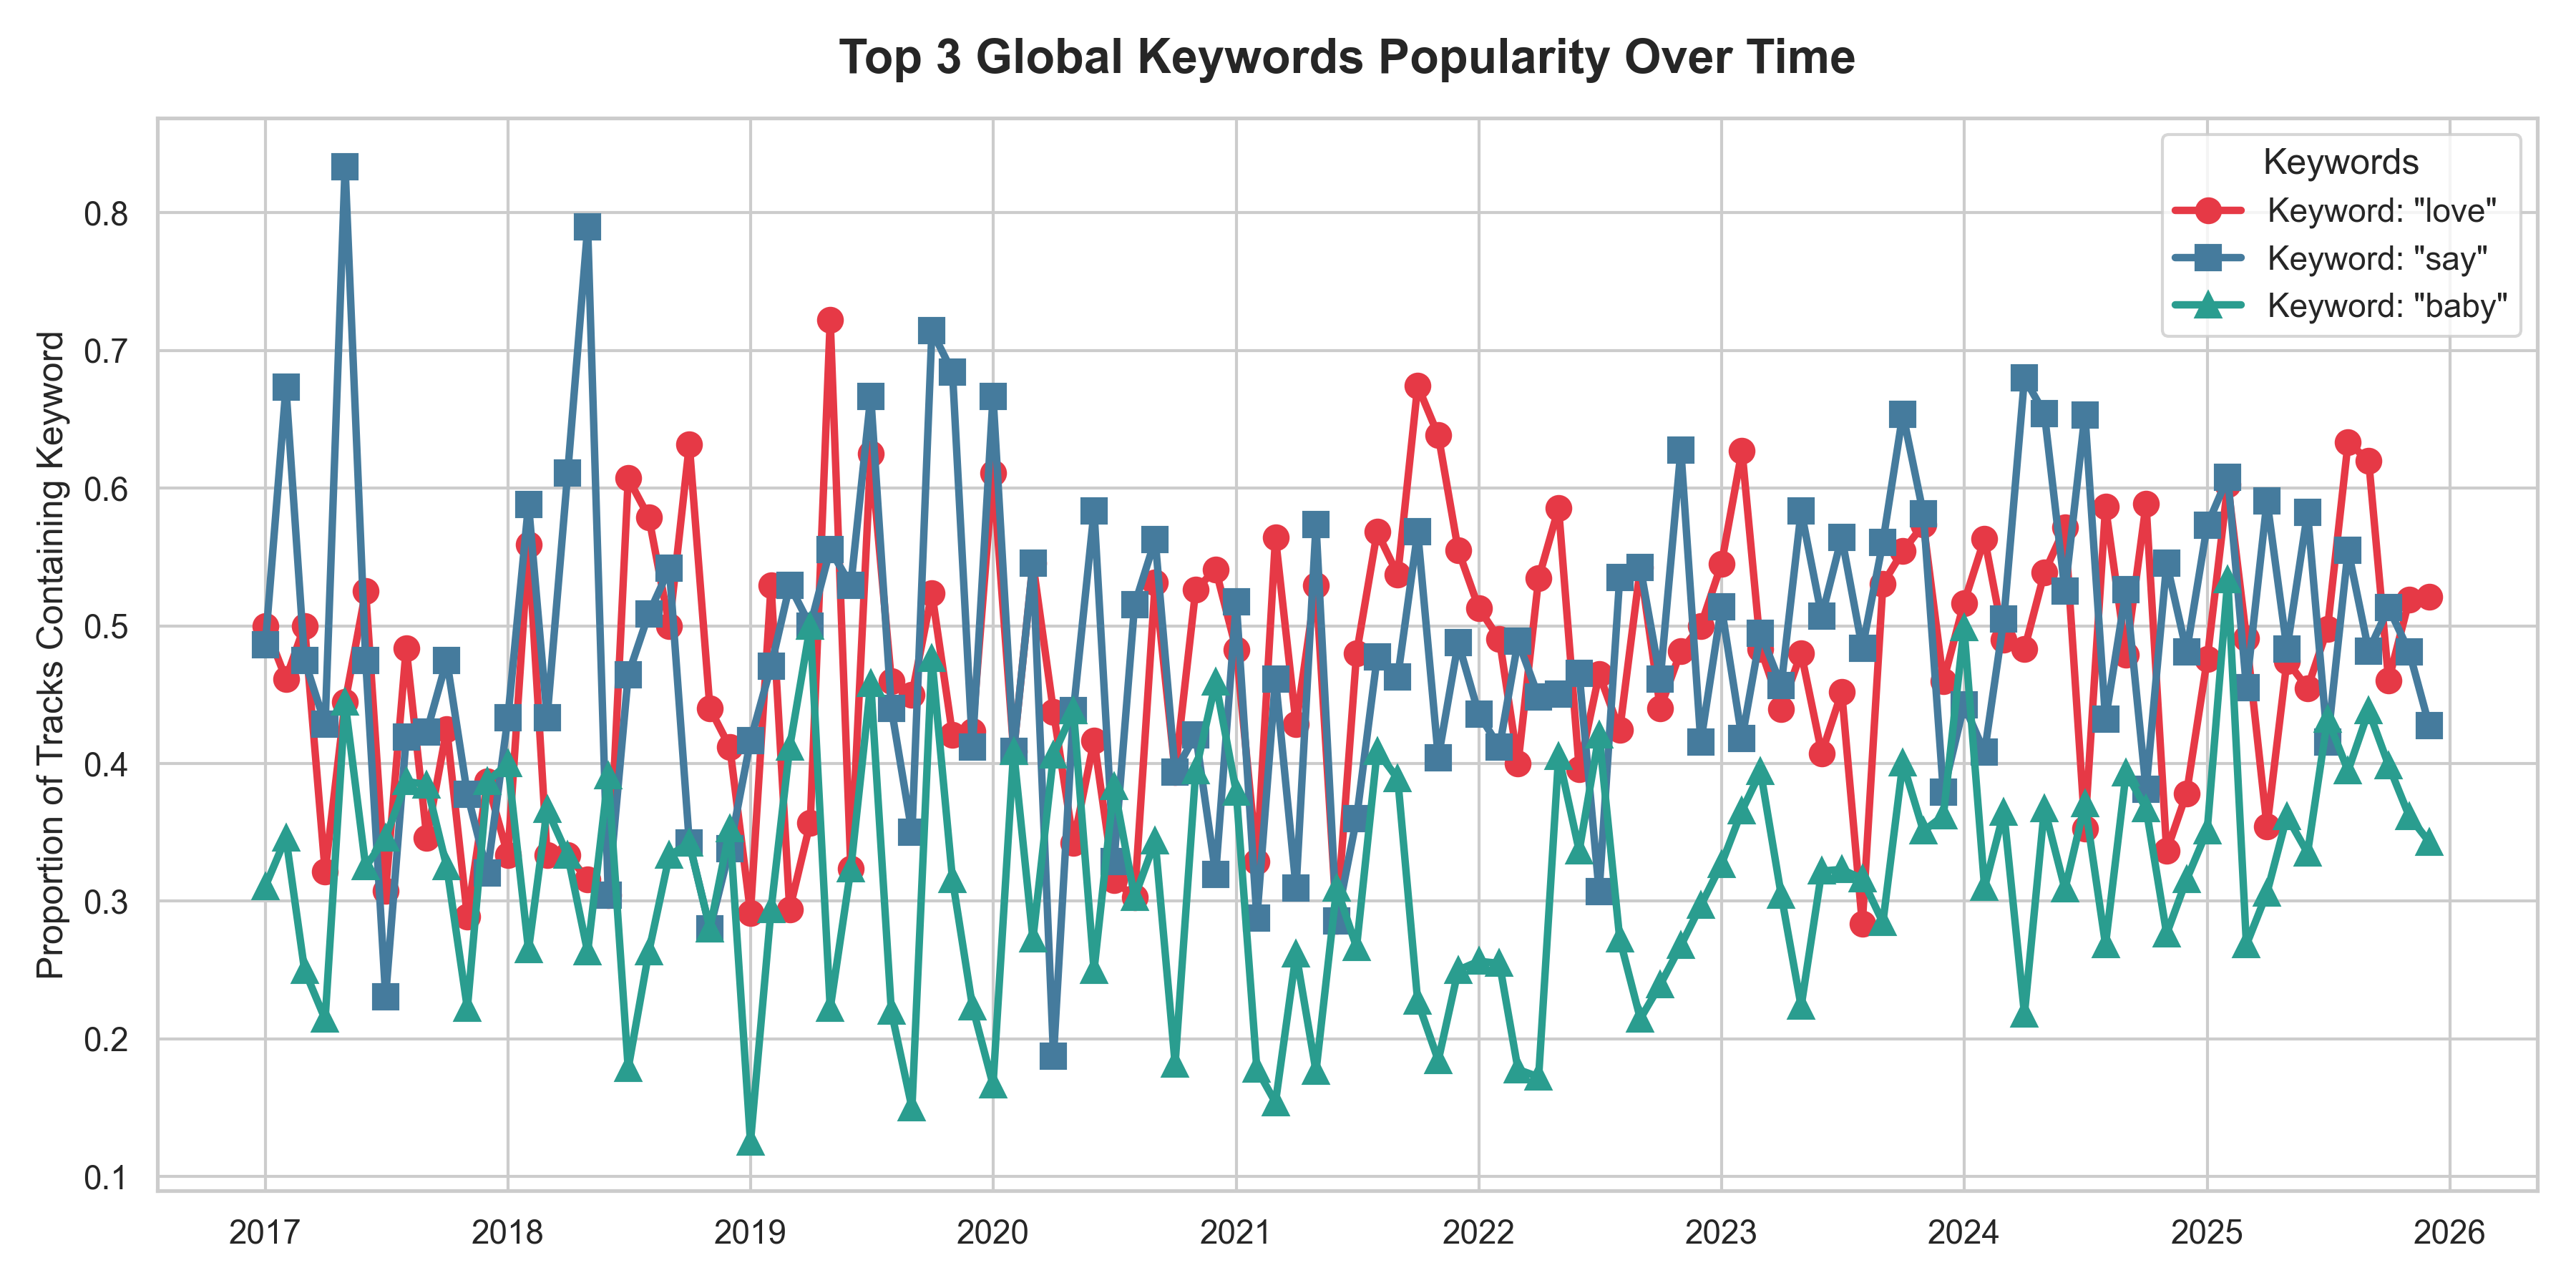 Top 3 Global Keywords Popularity Over Time
Proportion of Tracks Containing Keyword
0.8
0.7
0.6
0.5
0.4
0.3
0.2
0.1
Keywords
Keyword: "love"
Keyword: "say"
Keyword: "baby"
2017 2018 2019 2020 2021 2022 2023 2024 2025 2026